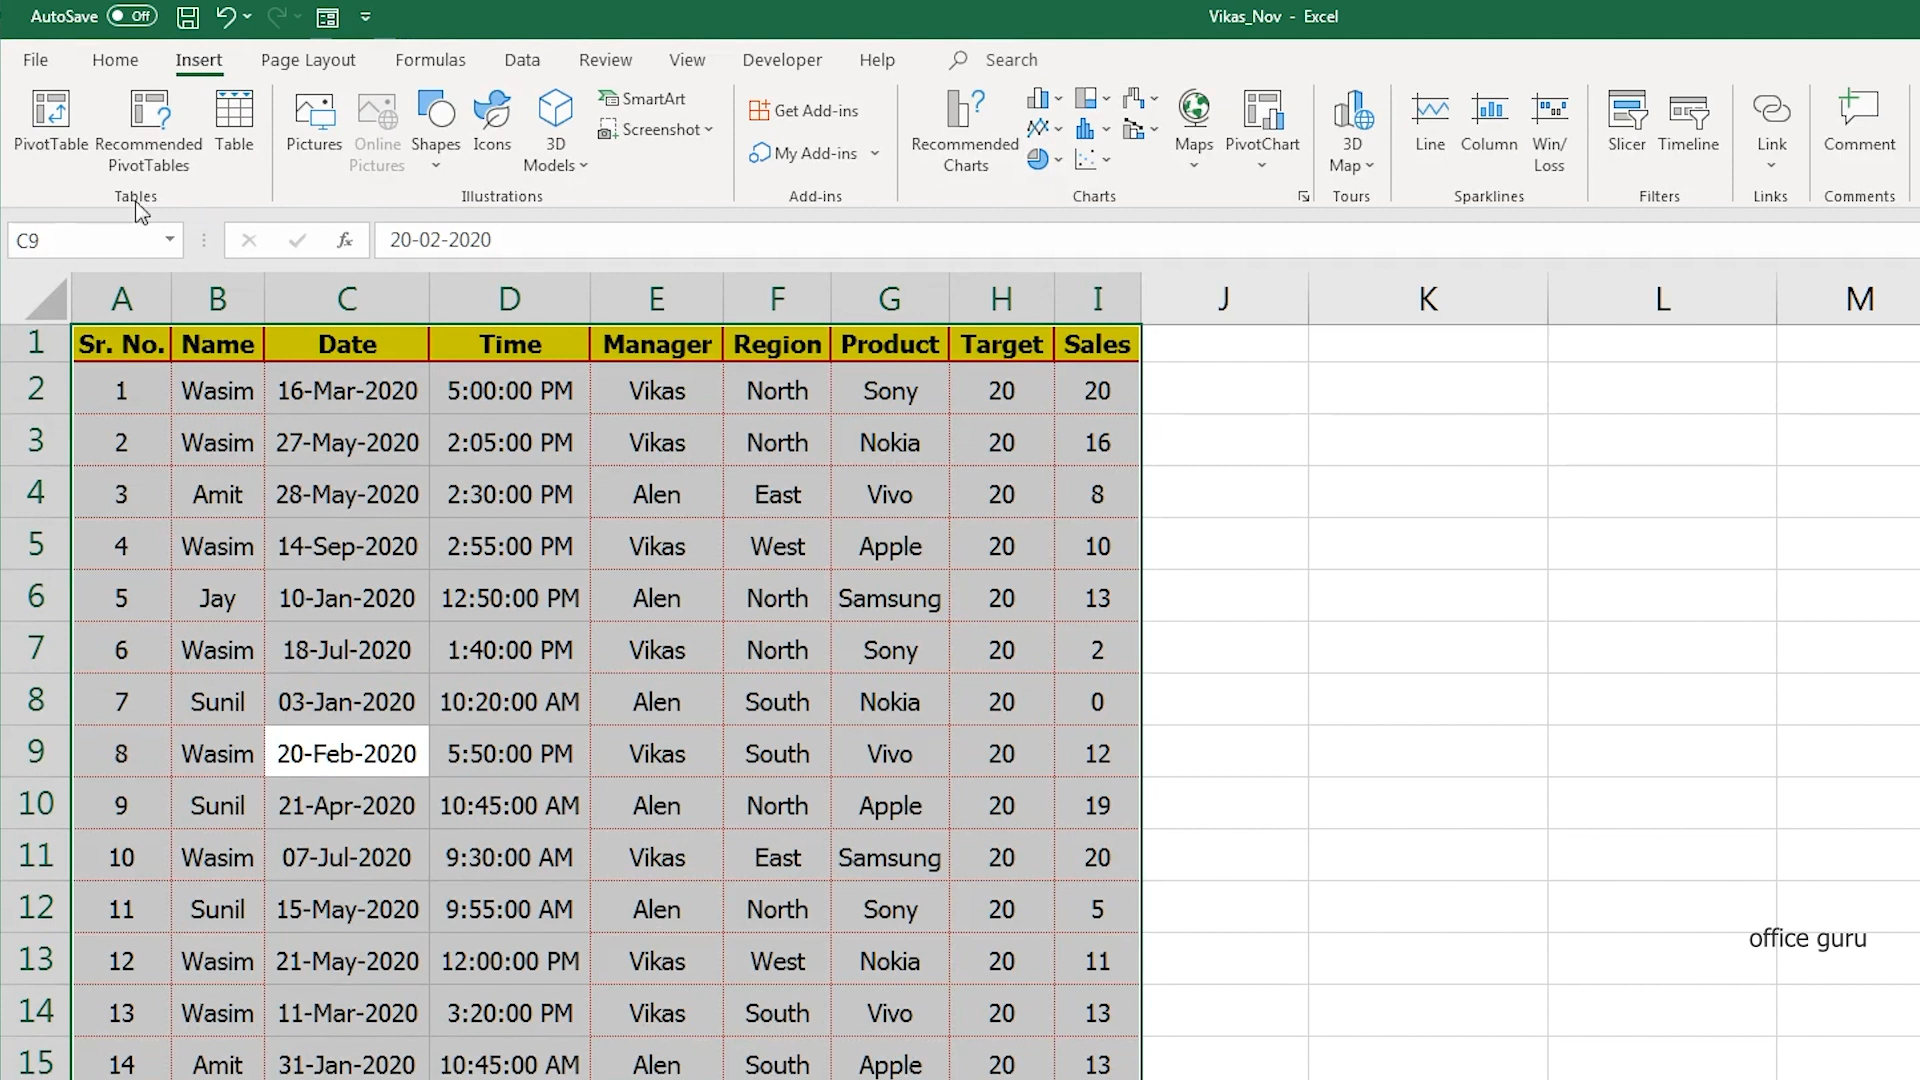 AutoSave Off Vikas_Nov - Excel
File Home Insert Page Layout Formulas Data Review View Developer Help Search
PivotTable Recommended PivotTables Table
Pictures Online Pictures Shapes Icons 3D Models SmartArt Screenshot
Get Add-ins
My Add-ins
Recommended Charts Maps PivotChart 3D Map Line Column Win/Loss Slicer Timeline Link Comment
Tables Illustrations Add-ins Charts Tours Sparklines Filters Links Comments
C9 fx 20-02-2020
A B C D E F G H I J K L M
1 Sr. No. Name Date Time Manager Region Product Target Sales
2 1 Wasim 16-Mar-2020 5:00:00 PM Vikas North Sony 20 20
3 2 Wasim 27-May-2020 2:05:00 PM Vikas North Nokia 20 16
4 3 Amit 28-May-2020 2:30:00 PM Alen East Vivo 20 8
5 4 Wasim 14-Sep-2020 2:55:00 PM Vikas West Apple 20 10
6 5 Jay 10-Jan-2020 12:50:00 PM Alen North Samsung 20 13
7 6 Wasim 18-Jul-2020 1:40:00 PM Vikas North Sony 20 2
8 7 Sunil 03-Jan-2020 10:20:00 AM Alen South Nokia 20 0
9 8 Wasim 20-Feb-2020 5:50:00 PM Vikas South Vivo 20 12
10 9 Sunil 21-Apr-2020 10:45:00 AM Alen North Apple 20 19
11 10 Wasim 07-Jul-2020 9:30:00 AM Vikas East Samsung 20 20
12 11 Sunil 15-May-2020 9:55:00 AM Alen North Sony 20 5
office guru
13 12 Wasim 21-May-2020 12:00:00 PM Vikas West Nokia 20 11
14 13 Wasim 11-Mar-2020 3:20:00 PM Vikas South Vivo 20 13
15 14 Amit 31-Jan-2020 10:45:00 AM Alen South Apple 20 13